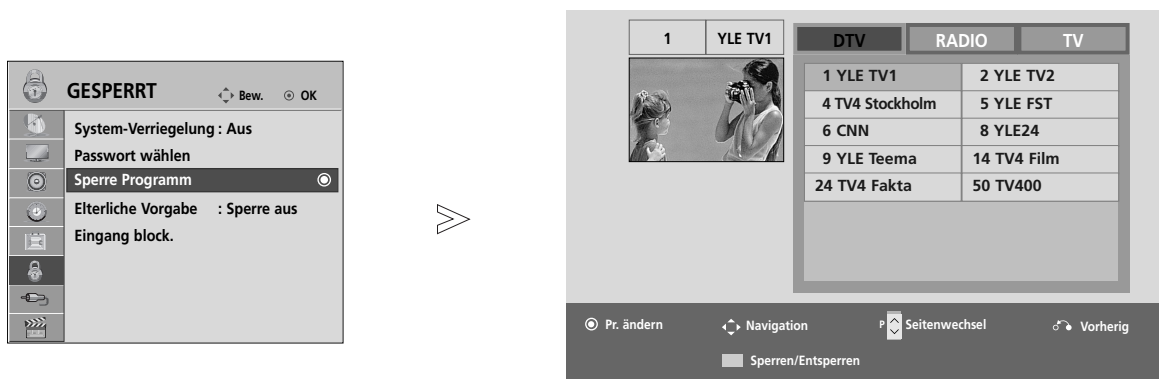 GESPERRT
Bew. OK
System-Verriegelung : Aus
Passwort wählen
Sperre Programm
Elterliche Vorgabe : Sperre aus
Eingang block.
1 YLE TV1
DTV RADIO TV
1 YLE TV1 2 YLE TV2
4 TV4 Stockholm 5 YLE FST
6 CNN 8 YLE24
9 YLE Teema 14 TV4 Film
24 TV4 Fakta 50 TV400
Pr. ändern Navigation P Seitenwechsel Vorherig
Sperren/Entsperren